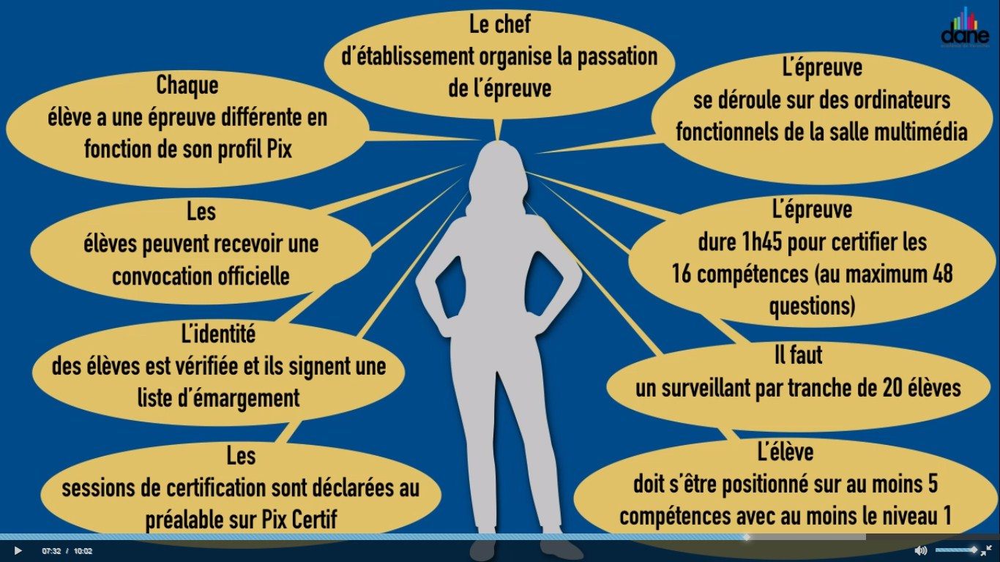 Le chef
d'établissement organise la passation
de l'épreuve
dane
Chaque
élève a une épreuve différente en
fonction de son profil Pix
L'épreuve
se déroule sur des ordinateurs
fonctionnels de la salle multimédia
Les
élèves peuvent recevoir une
convocation officielle
L'épreuve
dure 1h45 pour certifier les
16 compétences (au maximum 48
questions)
L'identité
des élèves est vérifiée et ils signent une
liste d'émargement
Il faut
un surveillant par tranche de 20 élèves
Les
sessions de certification sont déclarées au
préalable sur Pix Certif
L'élève
doit s'être positionné sur au moins 5
compétences avec au moins le niveau 1
07:32 / 10:02